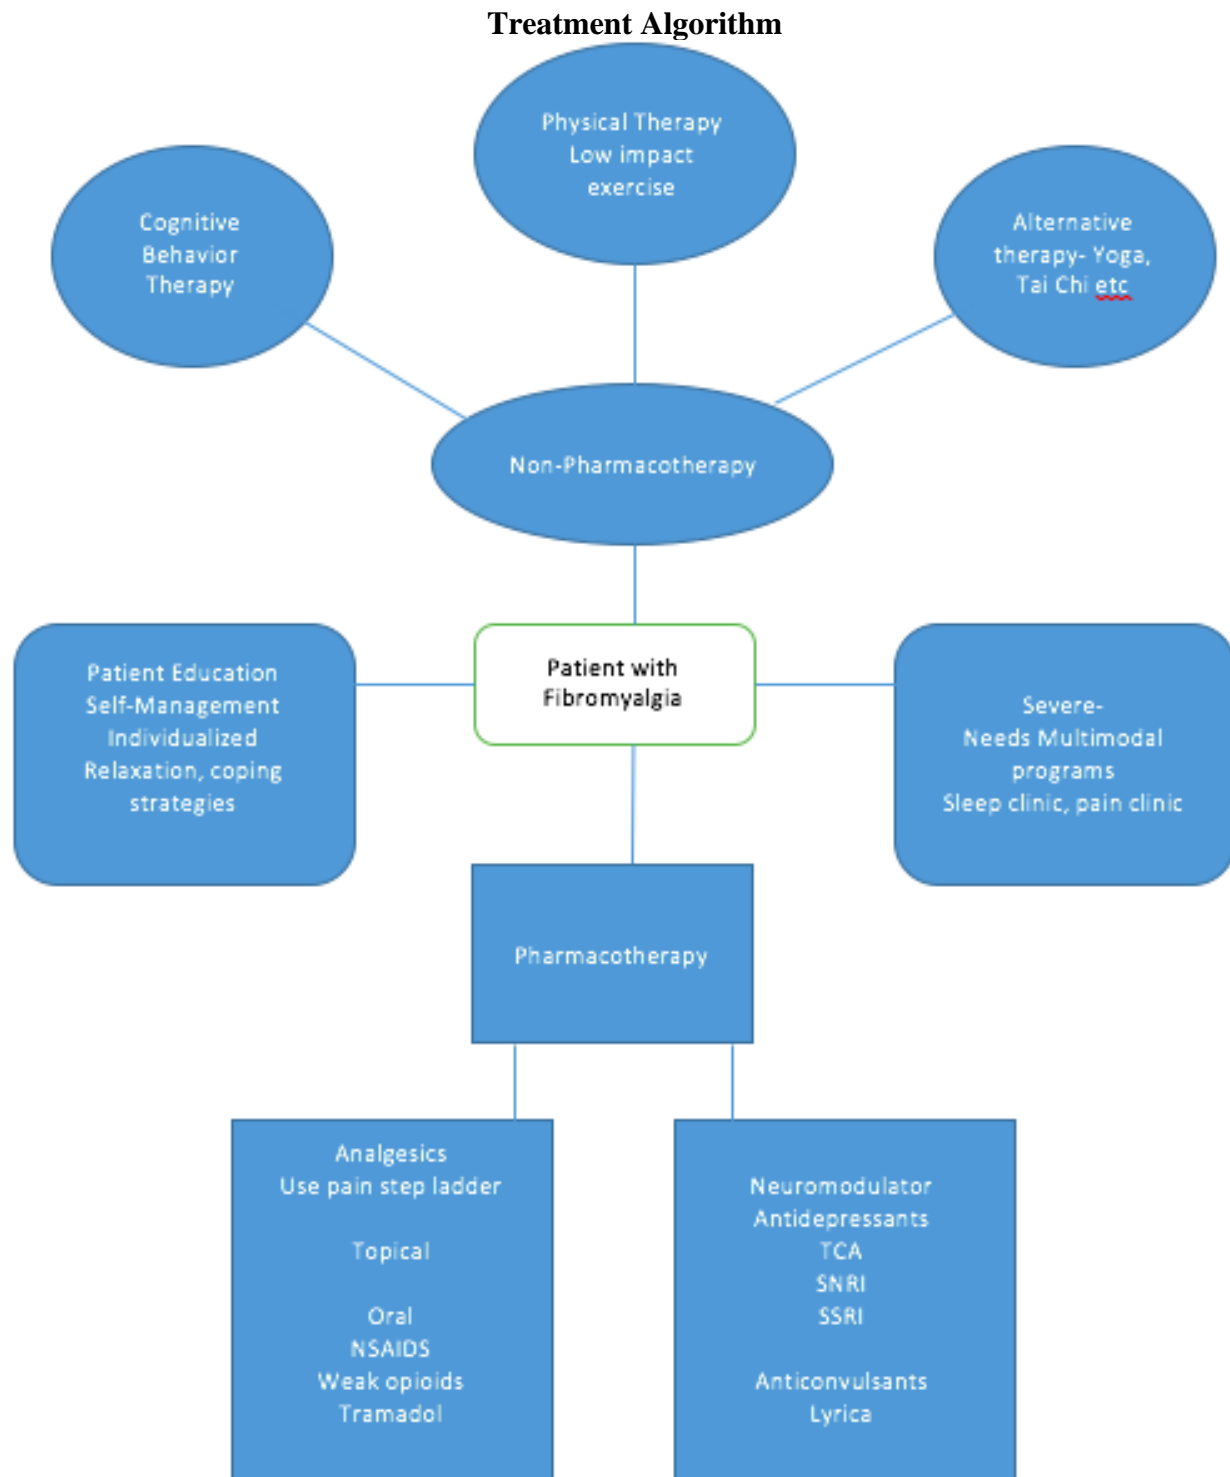 Treatment Algorithm
Physical Therapy
Low impact
exercise
Cognitive
Behavior
Therapy
Alternative
therapy- Yoga,
Tai Chi etc
Non-Pharmacotherapy
Patient Education
Self-Management
Individualized
Relaxation, coping
strategies
Patient with
Fibromyalgia
Severe-
Needs Multimodal
programs
Sleep clinic, pain clinic
Pharmacotherapy
Analgesics
Use pain step ladder
Topical
Oral
NSAIDS
Weak opioids
Tramadol
Neuromodulator
Antidepressants
TCA
SNRI
SSRI
Anticonvulsants
Lyrica